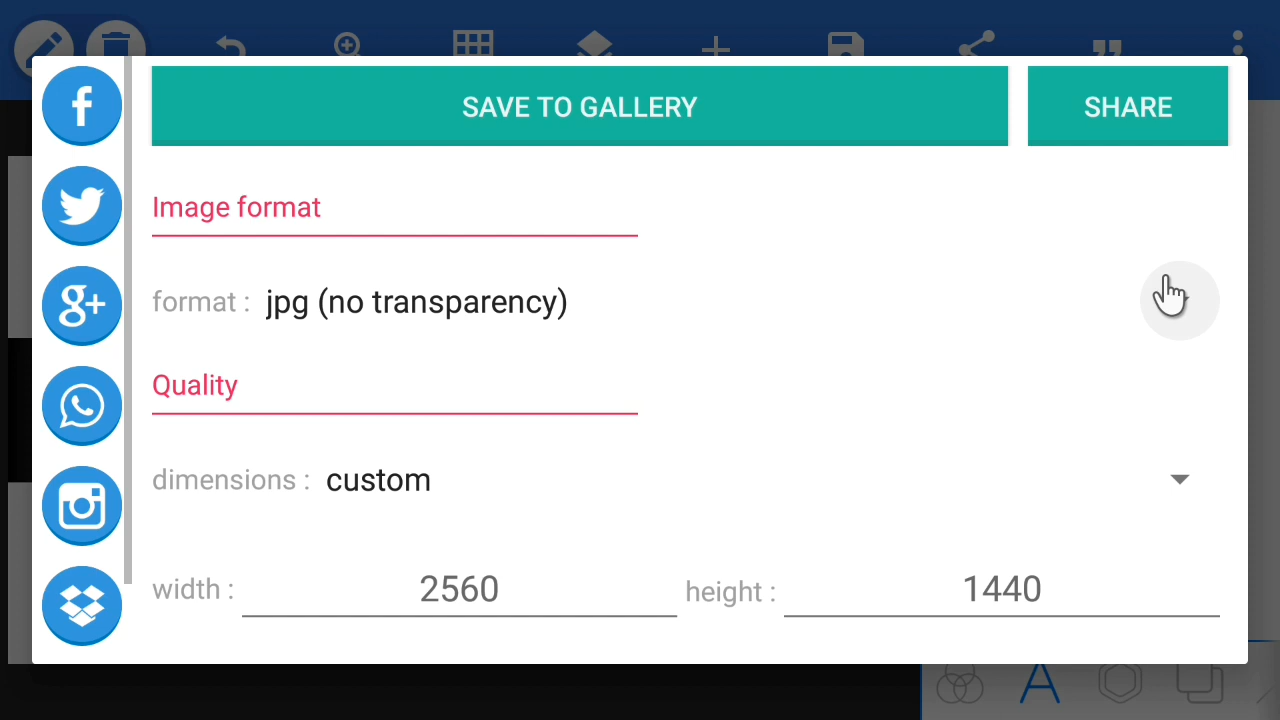 SAVE TO GALLERY
SHARE
Image format
format : jpg (no transparency)
Quality
dimensions : custom
width : 2560 height : 1440